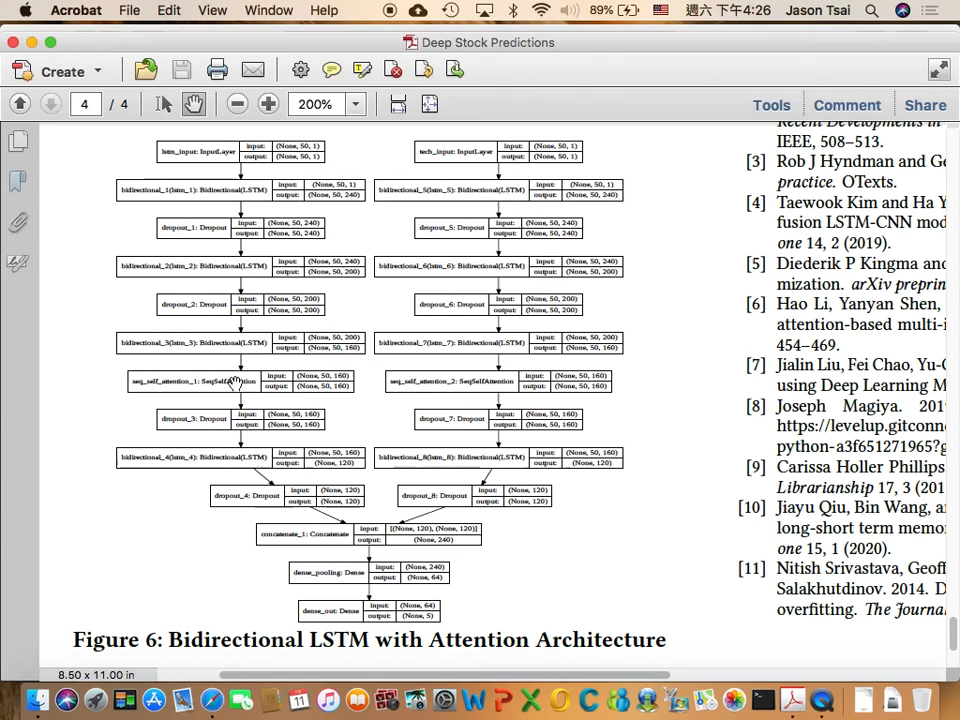 Acrobat File Edit View Window Help 89% 週六 下午4:26 Jason Tsai
Deep Stock Predictions
Create
4 / 4 200% Tools Comment Share
lstm_input: InputLayer input: (None, 50, 1)
output: (None, 50, 1)
tech_input: InputLayer input: (None, 50, 1)
output: (None, 50, 1)
bidirectional_1(lstm_1): Bidirectional(LSTM) input: (None, 50, 1)
output: (None, 50, 240)
bidirectional_5(lstm_5): Bidirectional(LSTM) input: (None, 50, 1)
output: (None, 50, 240)
dropout_1: Dropout input: (None, 50, 240)
output: (None, 50, 240)
dropout_5: Dropout input: (None, 50, 240)
output: (None, 50, 240)
bidirectional_2(lstm_2): Bidirectional(LSTM) input: (None, 50, 240)
output: (None, 50, 200)
bidirectional_6(lstm_6): Bidirectional(LSTM) input: (None, 50, 240)
output: (None, 50, 200)
dropout_2: Dropout input: (None, 50, 200)
output: (None, 50, 200)
dropout_6: Dropout input: (None, 50, 200)
output: (None, 50, 200)
bidirectional_3(lstm_3): Bidirectional(LSTM) input: (None, 50, 200)
output: (None, 50, 160)
bidirectional_7(lstm_7): Bidirectional(LSTM) input: (None, 50, 200)
output: (None, 50, 160)
seq_self_attention_1: input: (None, 50, 160)
output: (None, 50, 160)
seq_self_attention_2: SeqSelfAttention input: (None, 50, 160)
output: (None, 50, 160)
dropout_3: Dropout input: (None, 50, 160)
output: (None, 50, 160)
dropout_7: Dropout input: (None, 50, 160)
output: (None, 50, 160)
bidirectional_4(lstm_4): Bidirectional(LSTM) input: (None, 50, 160)
output: (None, 120)
bidirectional_8(lstm_8): Bidirectional(LSTM) input: (None, 50, 160)
output: (None, 120)
dropout_4: Dropout input: (None, 120)
output: (None, 120)
dropout_8: Dropout input: (None, 120)
output: (None, 120)
concatenate_1: Concatenate input: [(None, 120), (None, 120)]
output: (None, 240)
dense_pooling: Dense input: (None, 240)
output: (None, 64)
dense_out: Dense input: (None, 64)
output: (None, 5)
Figure 6: Bidirectional LSTM with Attention Architecture
Recent Developments in
IEEE, 508–513.
[3] Rob J Hyndman and Ge
practice. OTexts.
[4] Taewook Kim and Ha Y
fusion LSTM-CNN mod
one 14, 2 (2019).
[5] Diederik P Kingma and
mization. arXiv preprin
[6] Hao Li, Yanyan Shen,
attention-based multi-i
454–469.
[7] Jialin Liu, Fei Chao, Yu-C
using Deep Learning M
[8] Joseph Magiya. 201
https://levelup.gitconne
python-a3f651271965?g
[9] Carissa Holler Phillips
Librarianship 17, 3 (201
[10] Jiayu Qiu, Bin Wang, a
long-short term memo
one 15, 1 (2020).
[11] Nitish Srivastava, Geoff
Salakhutdinov. 2014. D
overfitting. The Journa
8.50 x 11.00 in